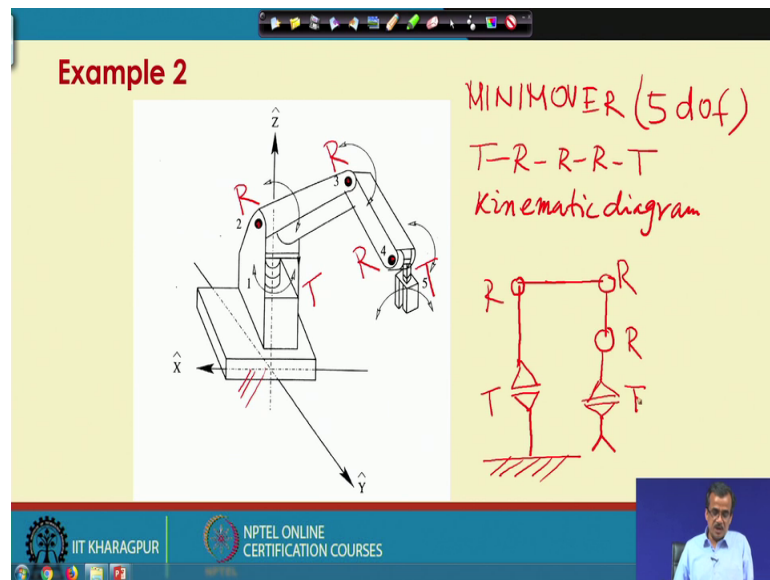 Example 2
MINIMOVER (5 dof)
T-R-R-R-T
Kinematic diagram
Ẑ
R
3
R
2
R
4
T
5
1
T
X̂
Ŷ
R
R
R
T
T
IIT KHARAGPUR
NPTEL ONLINE
CERTIFICATION COURSES